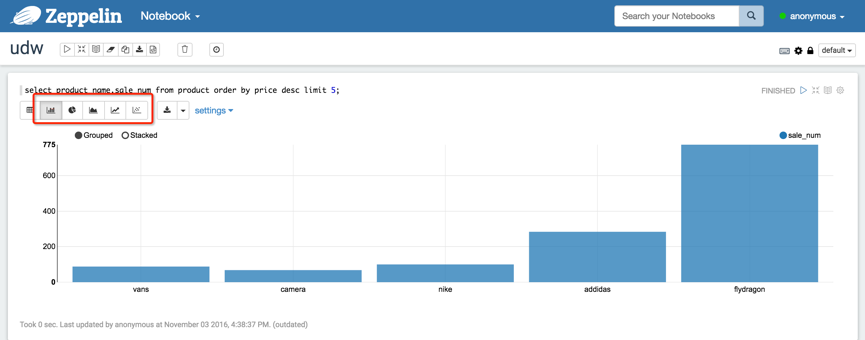 Zeppelin Notebook Search your Notebooks anonymous
udw default
select product_name,sale_num from product order by price desc limit 5; FINISHED
settings
Grouped Stacked sale_num
775
600
400
200
0
vans camera nike addidas flydragon
Took 0 sec. Last updated by anonymous at November 03 2016, 4:38:37 PM. (outdated)